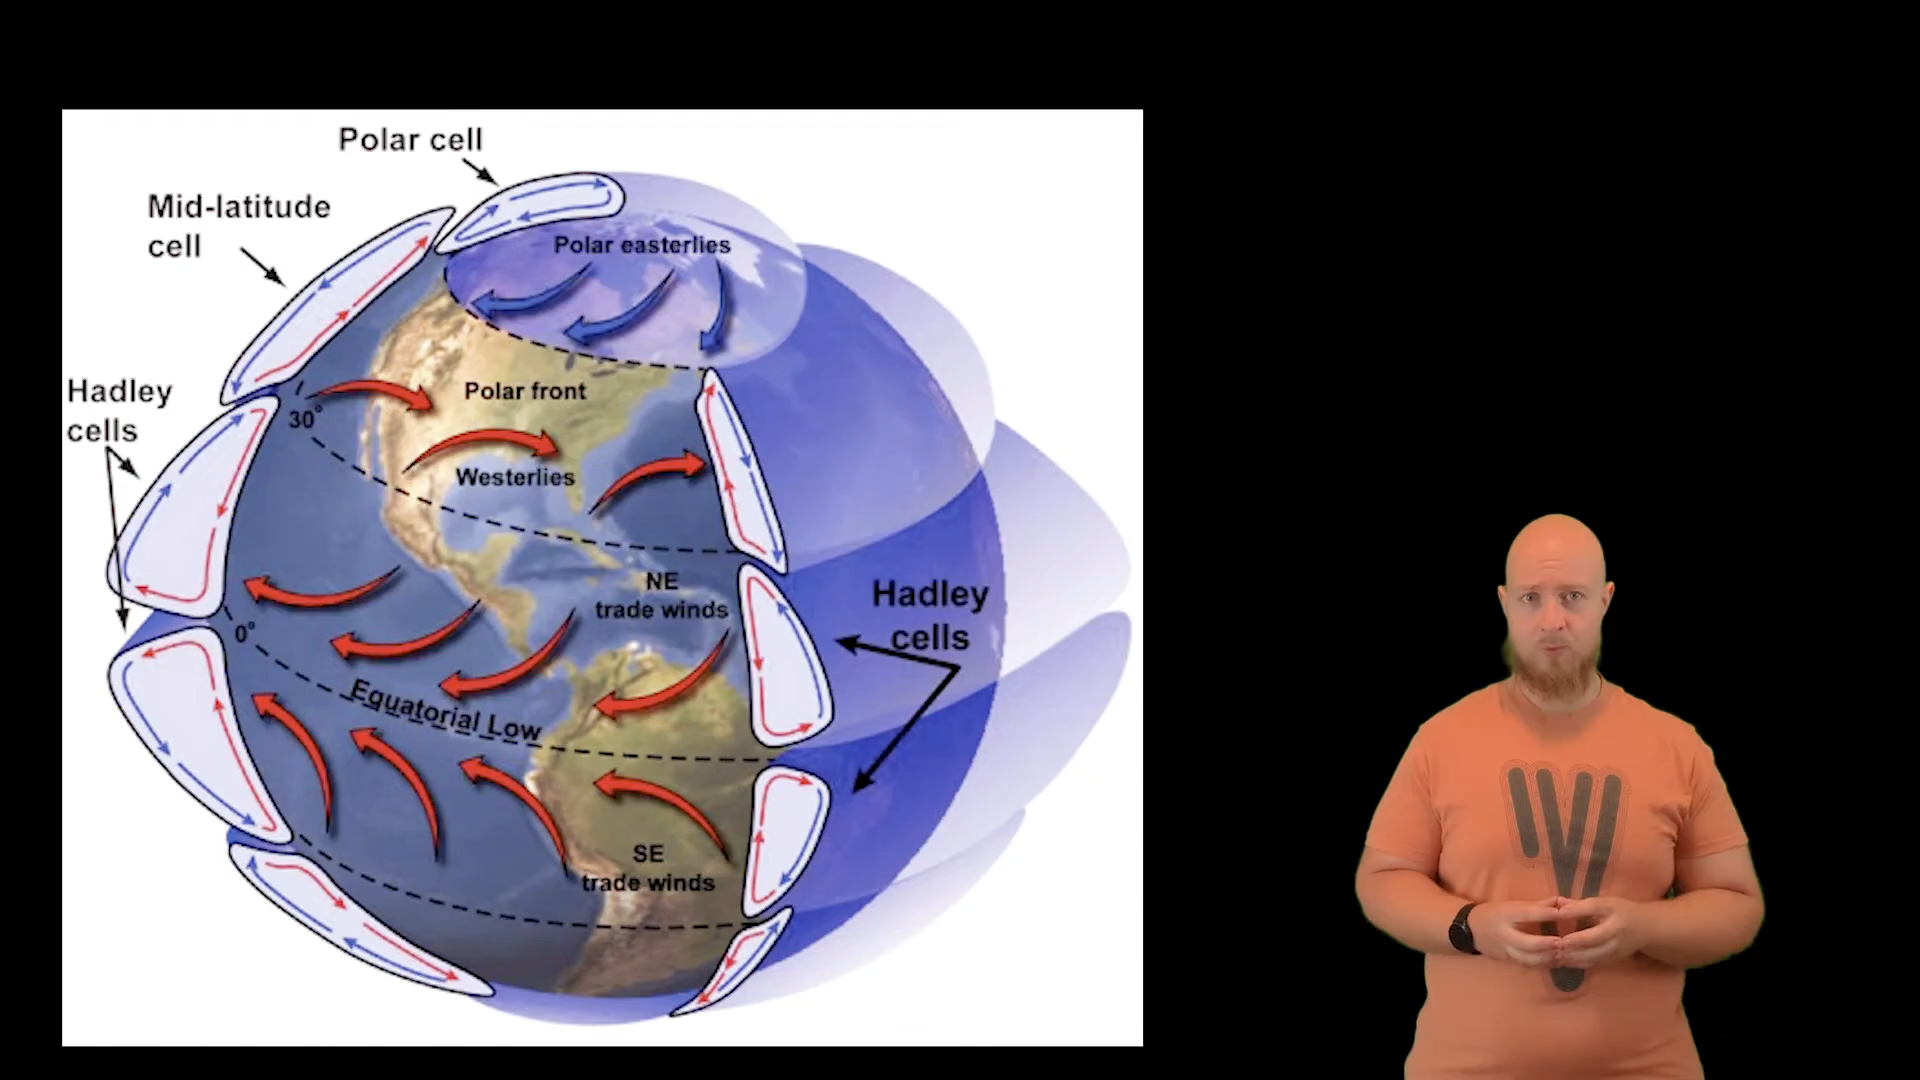 Polar cell
Mid-latitude
cell
Polar easterlies
Hadley
cells
30°
Polar front
Westerlies
NE
trade winds
Hadley
cells
0°
Equatorial Low
SE
trade winds